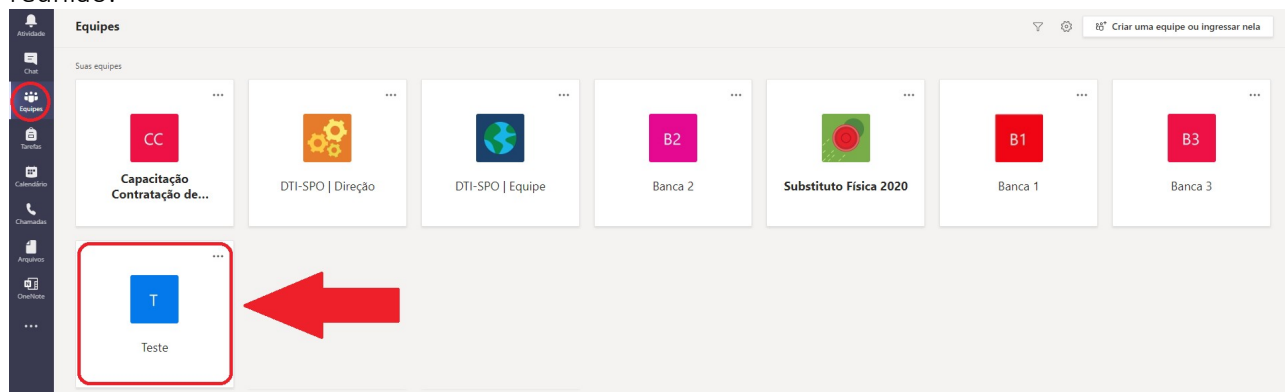 reunião.
Atividade
Equipes
Criar uma equipe ou ingressar nela
Chat
Suas equipes
Equipes
Tarefas
Calendário
Chamadas
Arquivos
OneNote
...
CC
Capacitação
Contratação de...
DTI-SPO | Direção
DTI-SPO | Equipe
B2
Banca 2
Substituto Física 2020
B1
Banca 1
B3
Banca 3
T
Teste